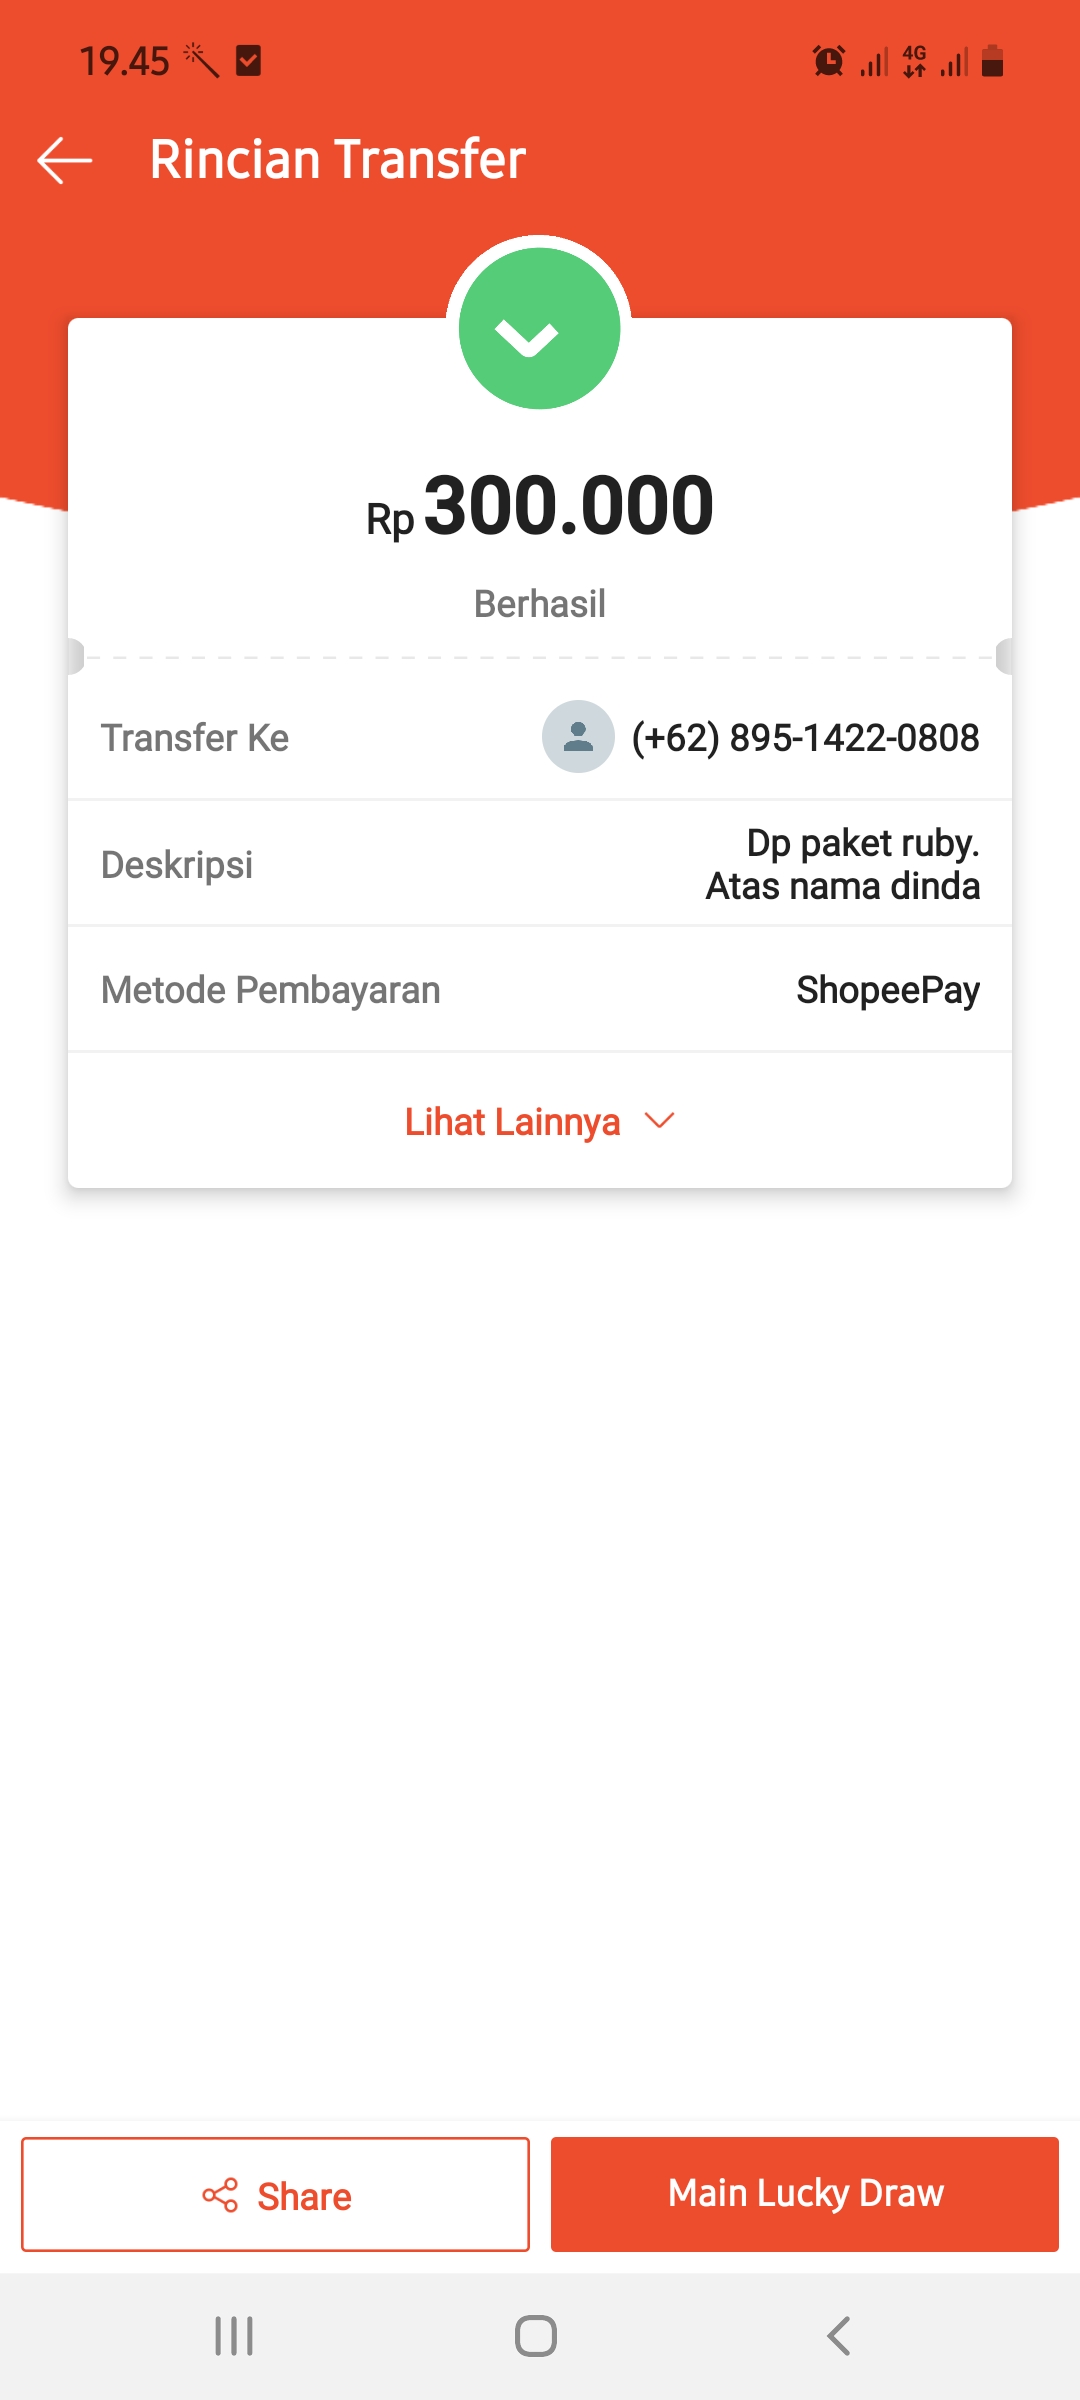 19.45
4G
Rincian Transfer
Rp 300.000
Berhasil
Transfer Ke (+62) 895-1422-0808
Deskripsi Dp paket ruby.
Atas nama dinda
Metode Pembayaran ShopeePay
Lihat Lainnya
Share
Main Lucky Draw